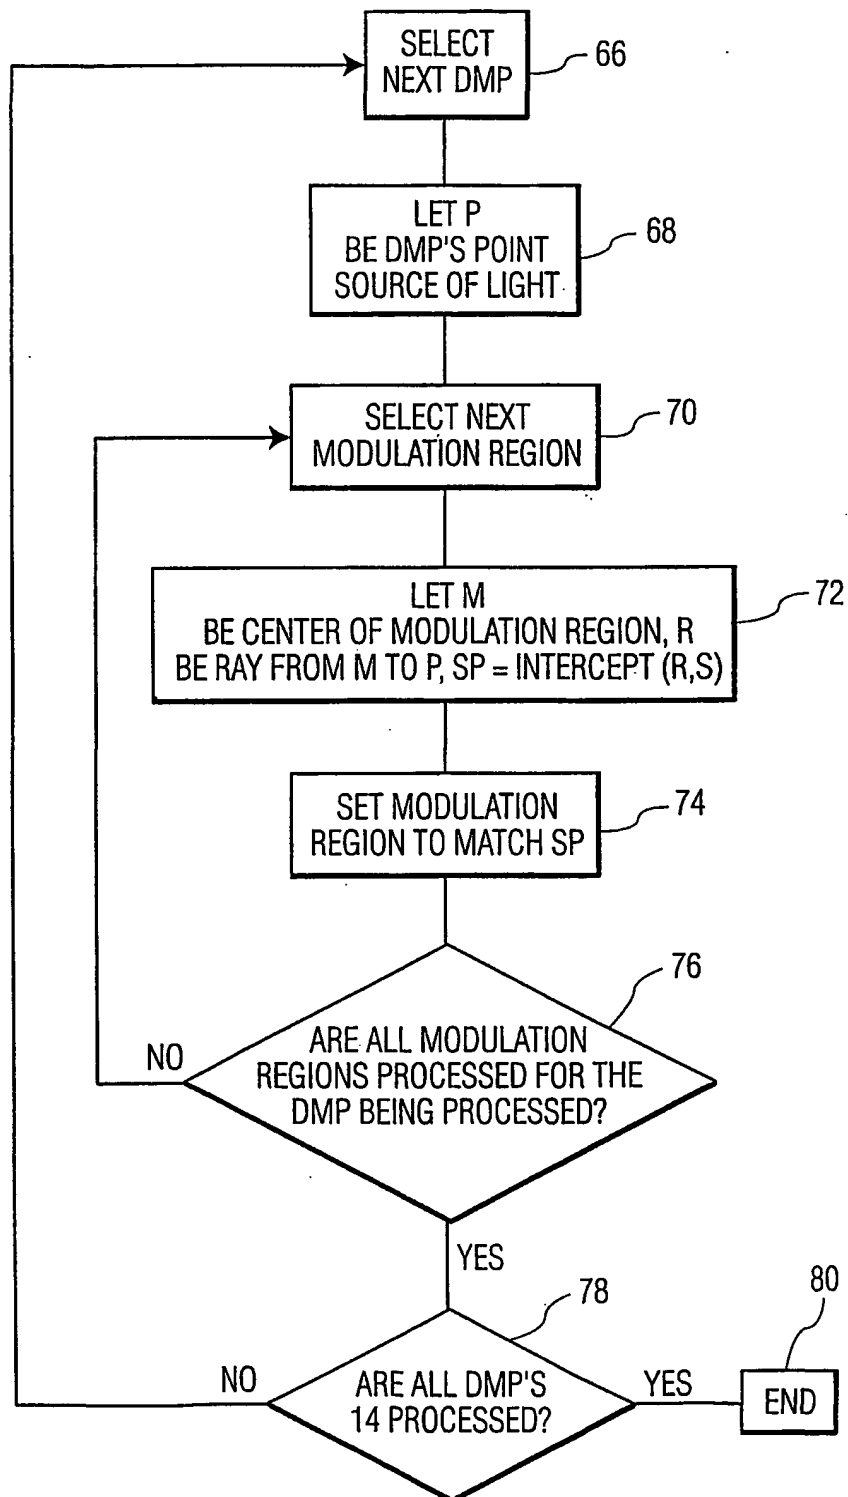 SELECT
NEXT DMP
66
LET P
BE DMP'S POINT
SOURCE OF LIGHT
68
SELECT NEXT
MODULATION REGION
70
LET M
BE CENTER OF MODULATION REGION, R
BE RAY FROM M TO P, SP = INTERCEPT (R,S)
72
SET MODULATION
REGION TO MATCH SP
74
76
ARE ALL MODULATION
REGIONS PROCESSED FOR THE
DMP BEING PROCESSED?
NO
YES
78
80
ARE ALL DMP'S
14 PROCESSED?
NO
YES
END